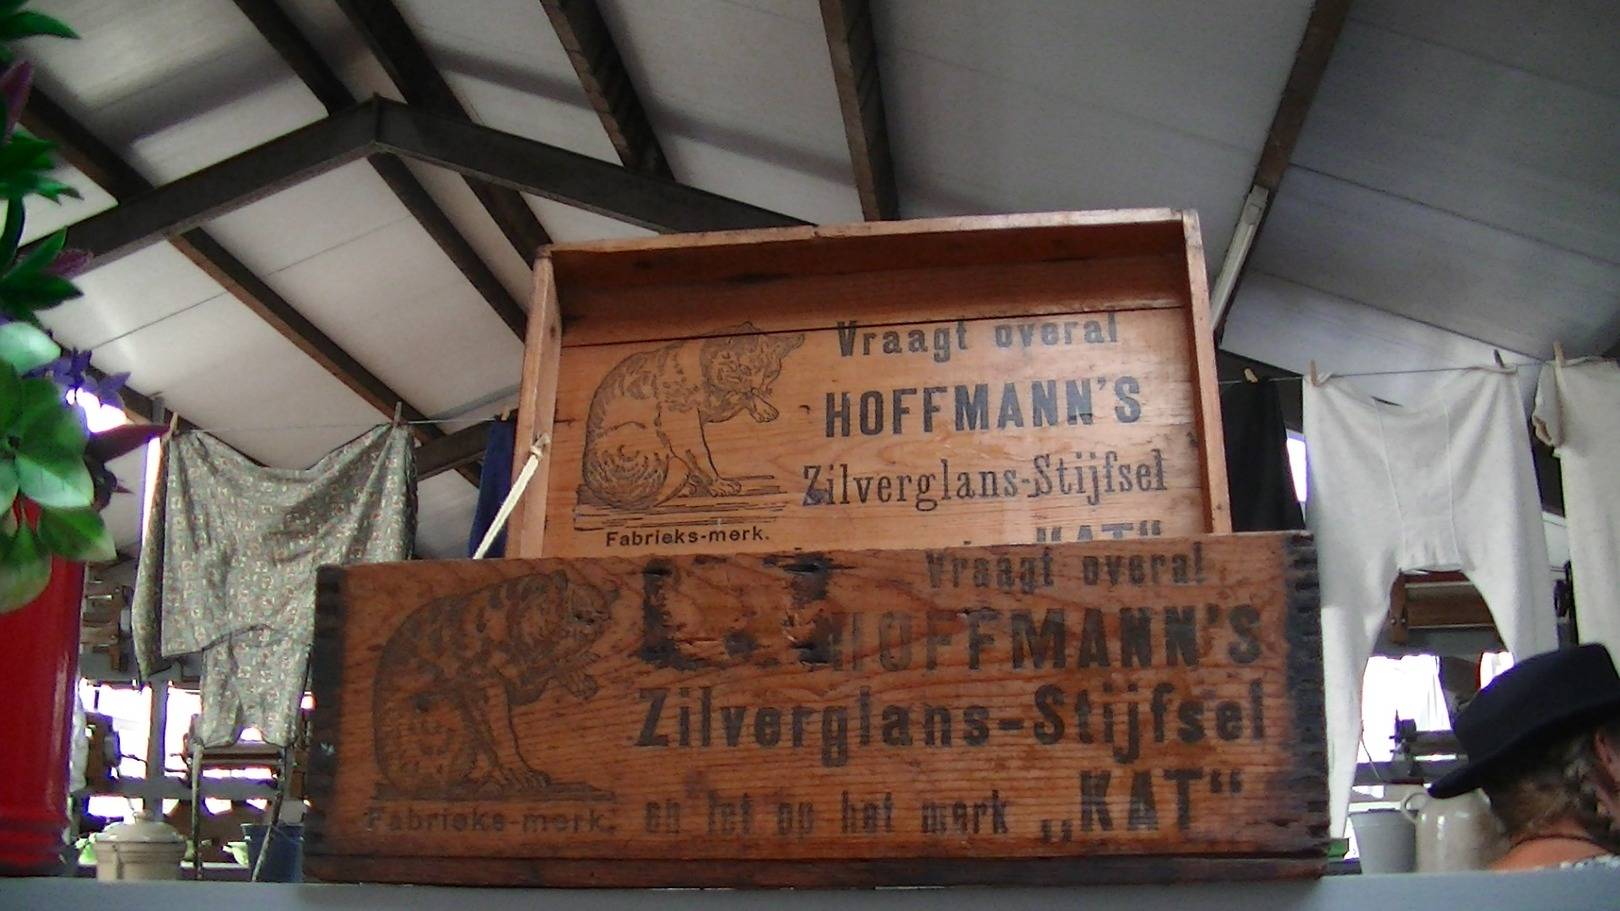 Vraagt overal
HOFFMANN'S
Zilverglans-Stijfsel
„KAT“
Fabrieks-merk.
Vraagt overal
HOFFMANN'S
Zilverglans-Stijfsel
en let op het merk „KAT“
Fabrieks-merk.